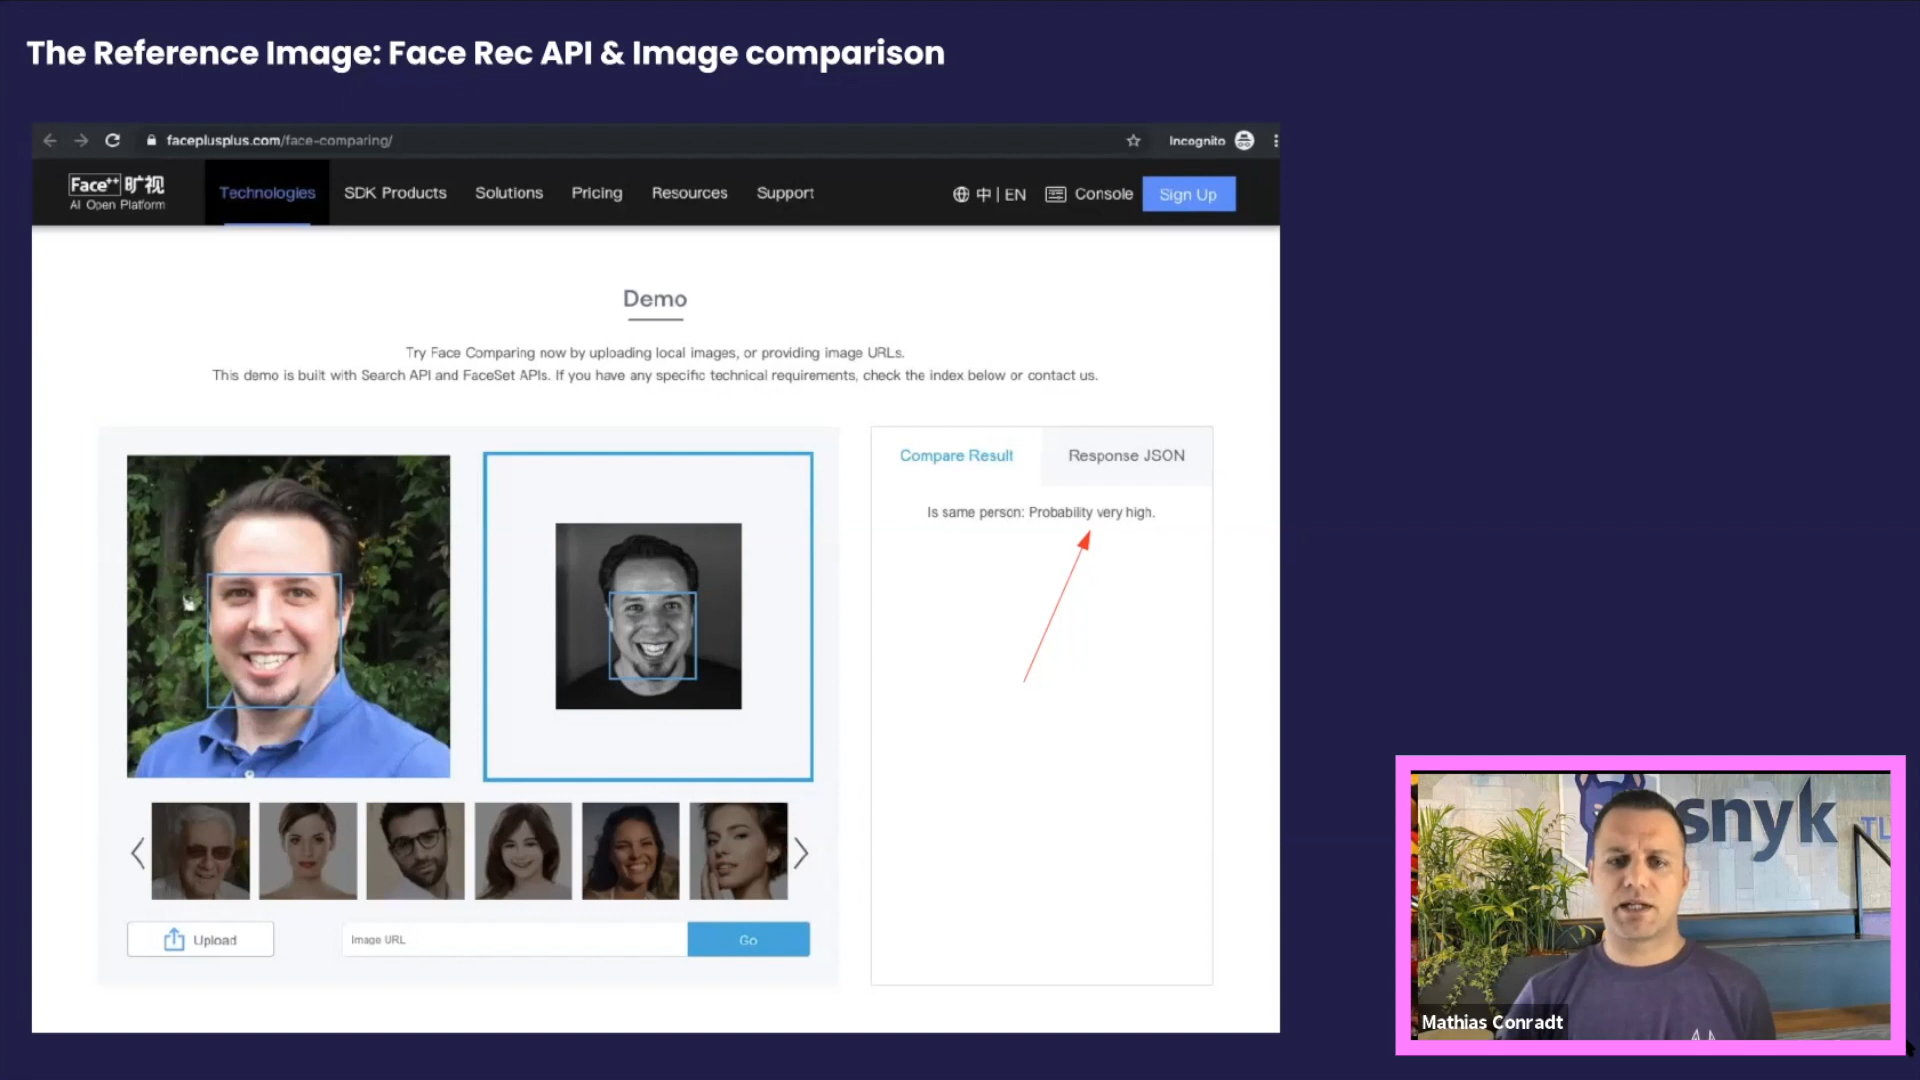 The Reference Image: Face Rec API & Image comparison
faceplusplus.com/face-comparing/
Incognito
Face++ 旷视
AI Open Platform
Technologies
SDK Products
Solutions
Pricing
Resources
Support
中 | EN
Console
Sign Up
Demo
Try Face Comparing now by uploading local images, or providing image URLs.
This demo is built with Search API and FaceSet APIs. If you have any specific technical requirements, check the index below or contact us.
Compare Result
Response JSON
Is same person: Probability very high.
Upload
Image URL
Go
snyk
TL
Mathias Conradt